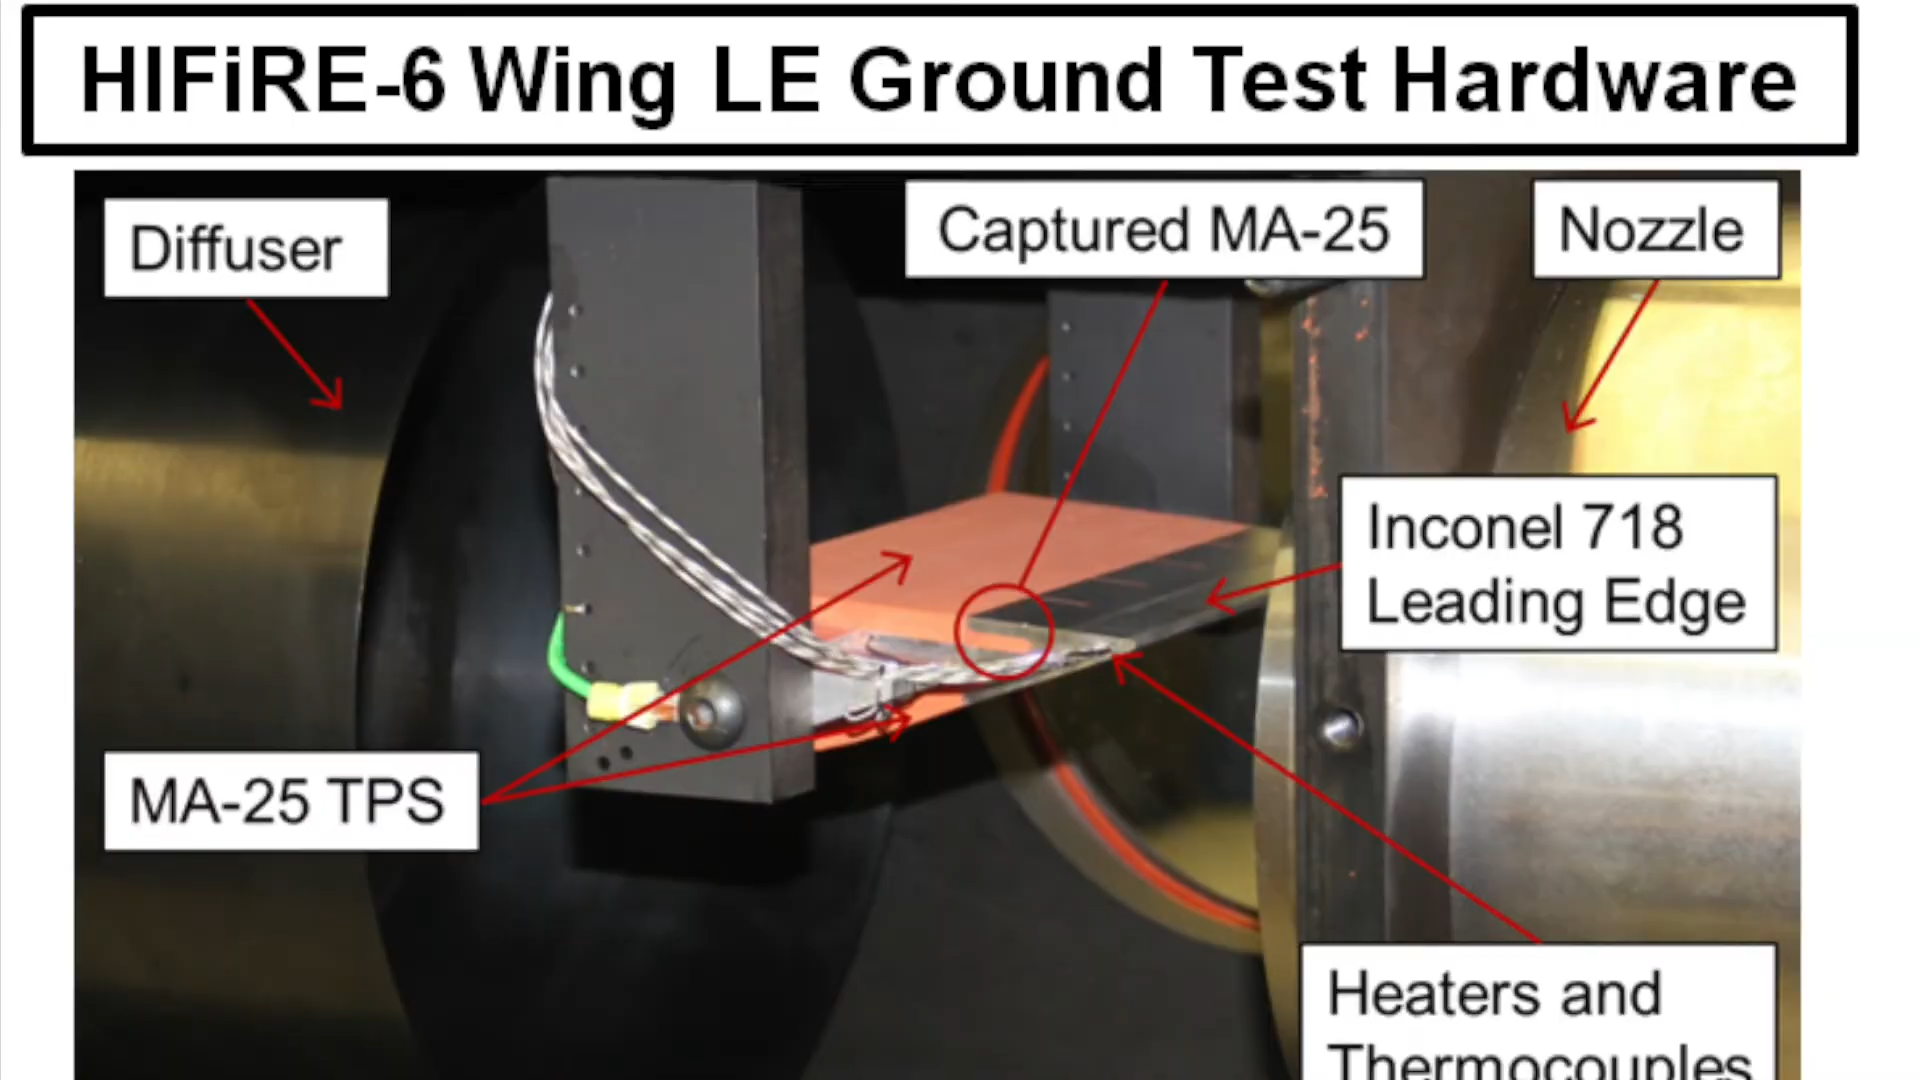 HIFiRE-6 Wing LE Ground Test Hardware
Diffuser
Captured MA-25
Nozzle
Inconel 718
Leading Edge
MA-25 TPS
Heaters and
Thermocouples